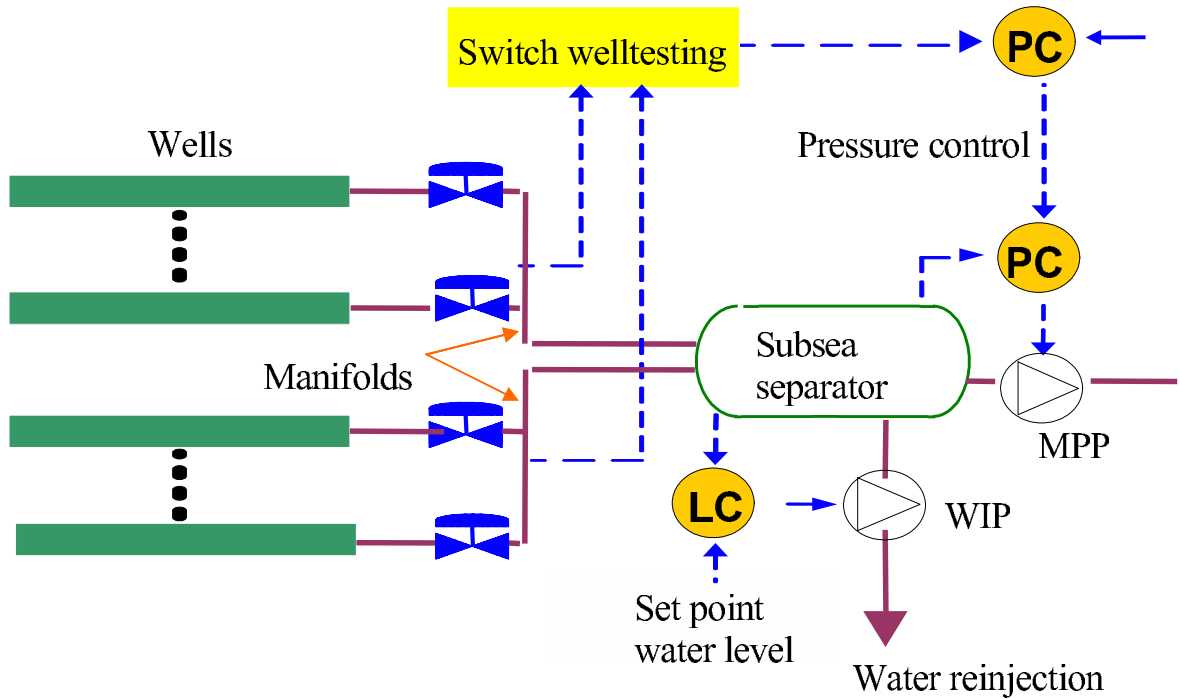 Switch welltesting
PC
Wells
Pressure control
PC
Subsea
separator
Manifolds
MPP
LC
WIP
Set point
water level
Water reinjection